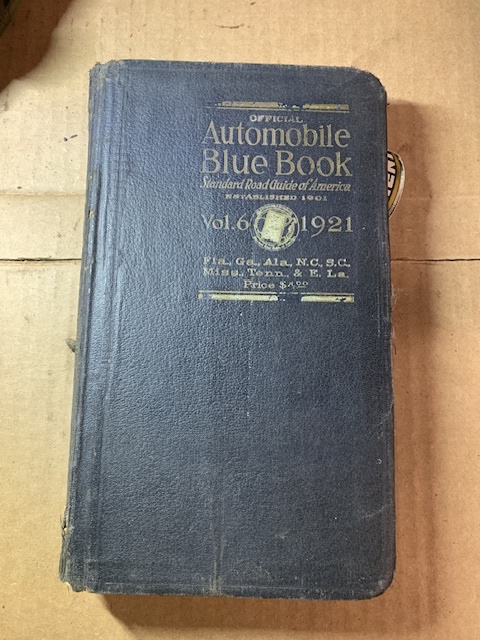 OFFICIAL
Automobile
Blue Book
Standard Road Guide of America
ESTABLISHED 1901
Vol. 6 1921
Fla., Ga., Ala., N.C., S.C.,
Miss., Tenn., & E. La.
Price $4.00